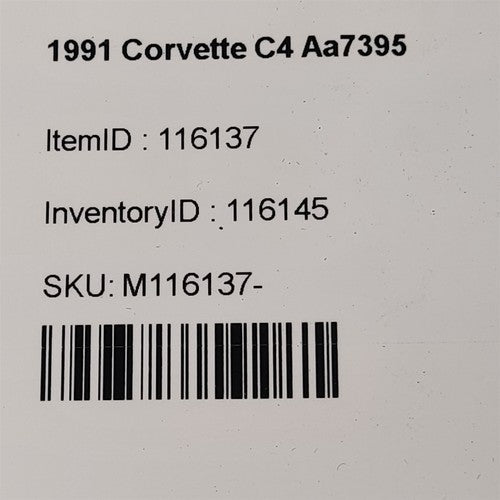 1991 Corvette C4 Aa7395
ItemID : 116137
InventoryID : 116145
SKU: M116137-